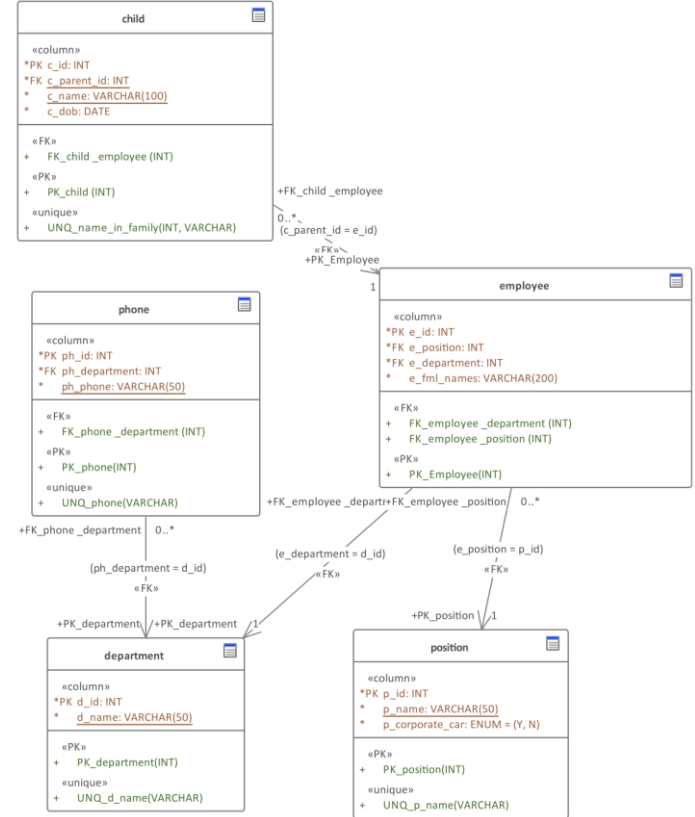 child
«column»
*PK c_id: INT
*FK c_parent_id: INT
* c_name: VARCHAR(100)
* c_dob: DATE
«FK»
+ FK_child _employee (INT)
«PK»
+ PK_child (INT)
«unique»
+ UNQ_name_in_family(INT, VARCHAR)
+FK_child _employee
0..*
(c_parent_id = e_id)
«FK»
+PK_Employee
1
employee
«column»
*PK e_id: INT
*FK e_position: INT
*FK e_department: INT
* e_fml_names: VARCHAR(200)
«FK»
+ FK_employee _department (INT)
+ FK_employee _position (INT)
«PK»
+ PK_Employee(INT)
phone
«column»
*PK ph_id: INT
*FK ph_department: INT
* ph_phone: VARCHAR(50)
«FK»
+ FK_phone _department (INT)
«PK»
+ PK_phone(INT)
«unique»
+ UNQ_phone(VARCHAR)
+FK_employee _departr+FK_employee _position 0..*
+FK_phone _department 0..*
(ph_department = d_id)
«FK»
(e_department = d_id)
«FK»
(e_position = p_id)
«FK»
+PK_department +PK_department 1
+PK_position 1
department
«column»
*PK d_id: INT
* d_name: VARCHAR(50)
«PK»
+ PK_department(INT)
«unique»
+ UNQ_d_name(VARCHAR)
position
«column»
*PK p_id: INT
* p_name: VARCHAR(50)
* p_corporate_car: ENUM = (Y, N)
«PK»
+ PK_position(INT)
«unique»
+ UNQ_p_name(VARCHAR)